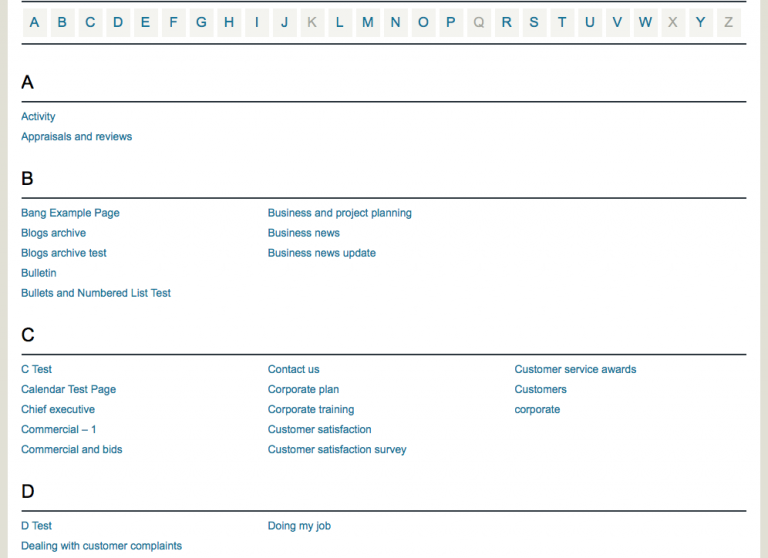 A B C D E F G H I J K L M N O P Q R S T U V W X Y Z
A
Activity
Appraisals and reviews
B
Bang Example Page
Blogs archive
Blogs archive test
Bulletin
Bullets and Numbered List Test
Business and project planning
Business news
Business news update
C
C Test
Calendar Test Page
Chief executive
Commercial – 1
Commercial and bids
Contact us
Corporate plan
Corporate training
Customer satisfaction
Customer satisfaction survey
Customer service awards
Customers
corporate
D
D Test
Dealing with customer complaints
Doing my job